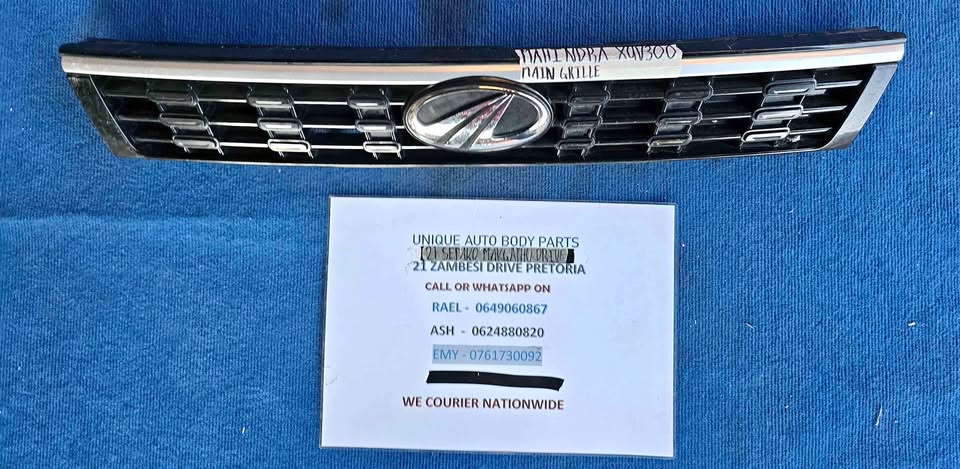 MAHINDRA XUV300
MAIN GRILLE
UNIQUE AUTO BODY PARTS
[21 SEFAKO MAKGATHO DRIVE]
21 ZAMBESI DRIVE PRETORIA
CALL OR WHATSAPP ON
RAEL - 0649060867
ASH - 0624880820
EMY - 0761730092
WE COURIER NATIONWIDE